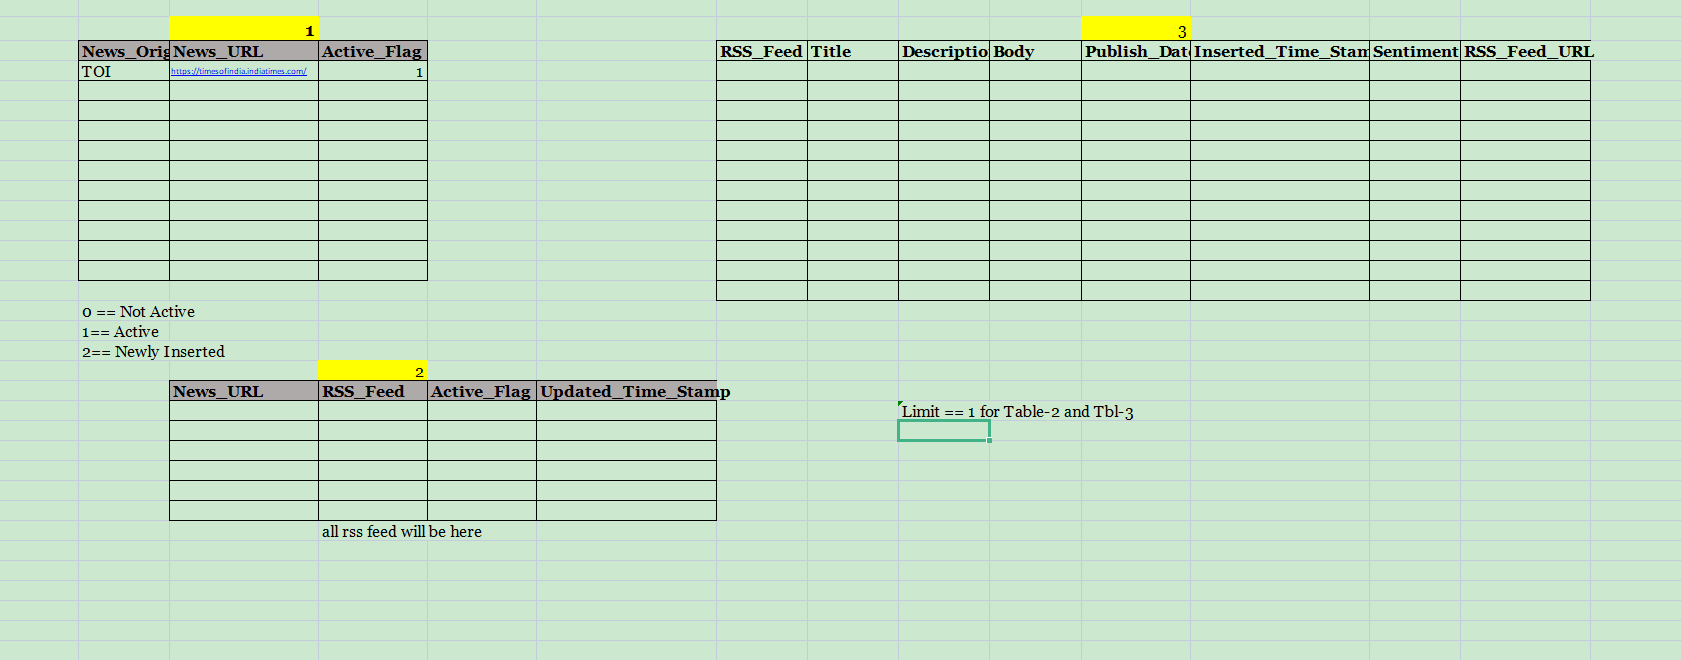 1
3
News_Orig News_URL Active_Flag
RSS_Feed Title Descriptio Body Publish_Date Inserted_Time_Stam Sentiment RSS_Feed_URL
TOI https://timesofindia.indiatimes.com/ 1
0 == Not Active
1== Active
2== Newly Inserted
2
News_URL RSS_Feed Active_Flag Updated_Time_Stamp
Limit == 1 for Table-2 and Tbl-3
all rss feed will be here